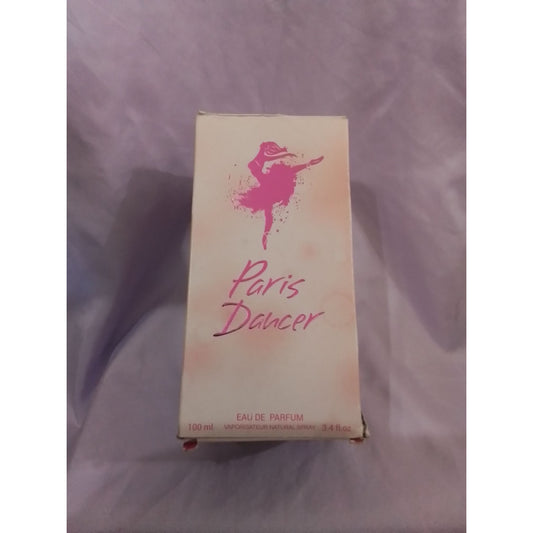 Paris
Dancer
EAU DE PARFUM
100 ml VAPORISATEUR NATURAL SPRAY 3.4 fl.oz